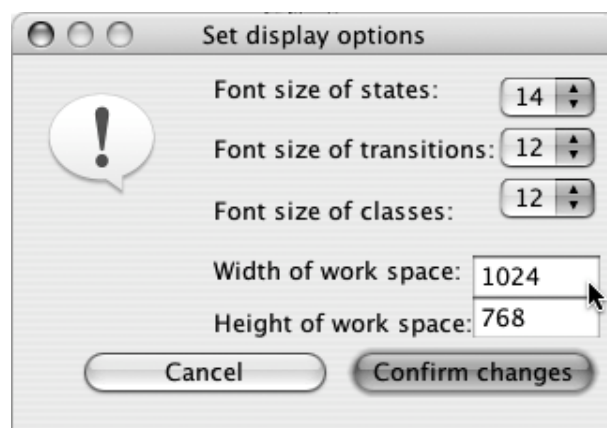 Set display options
Font size of states: 14
Font size of transitions: 12
Font size of classes: 12
Width of work space: 1024
Height of work space: 768
Cancel Confirm changes